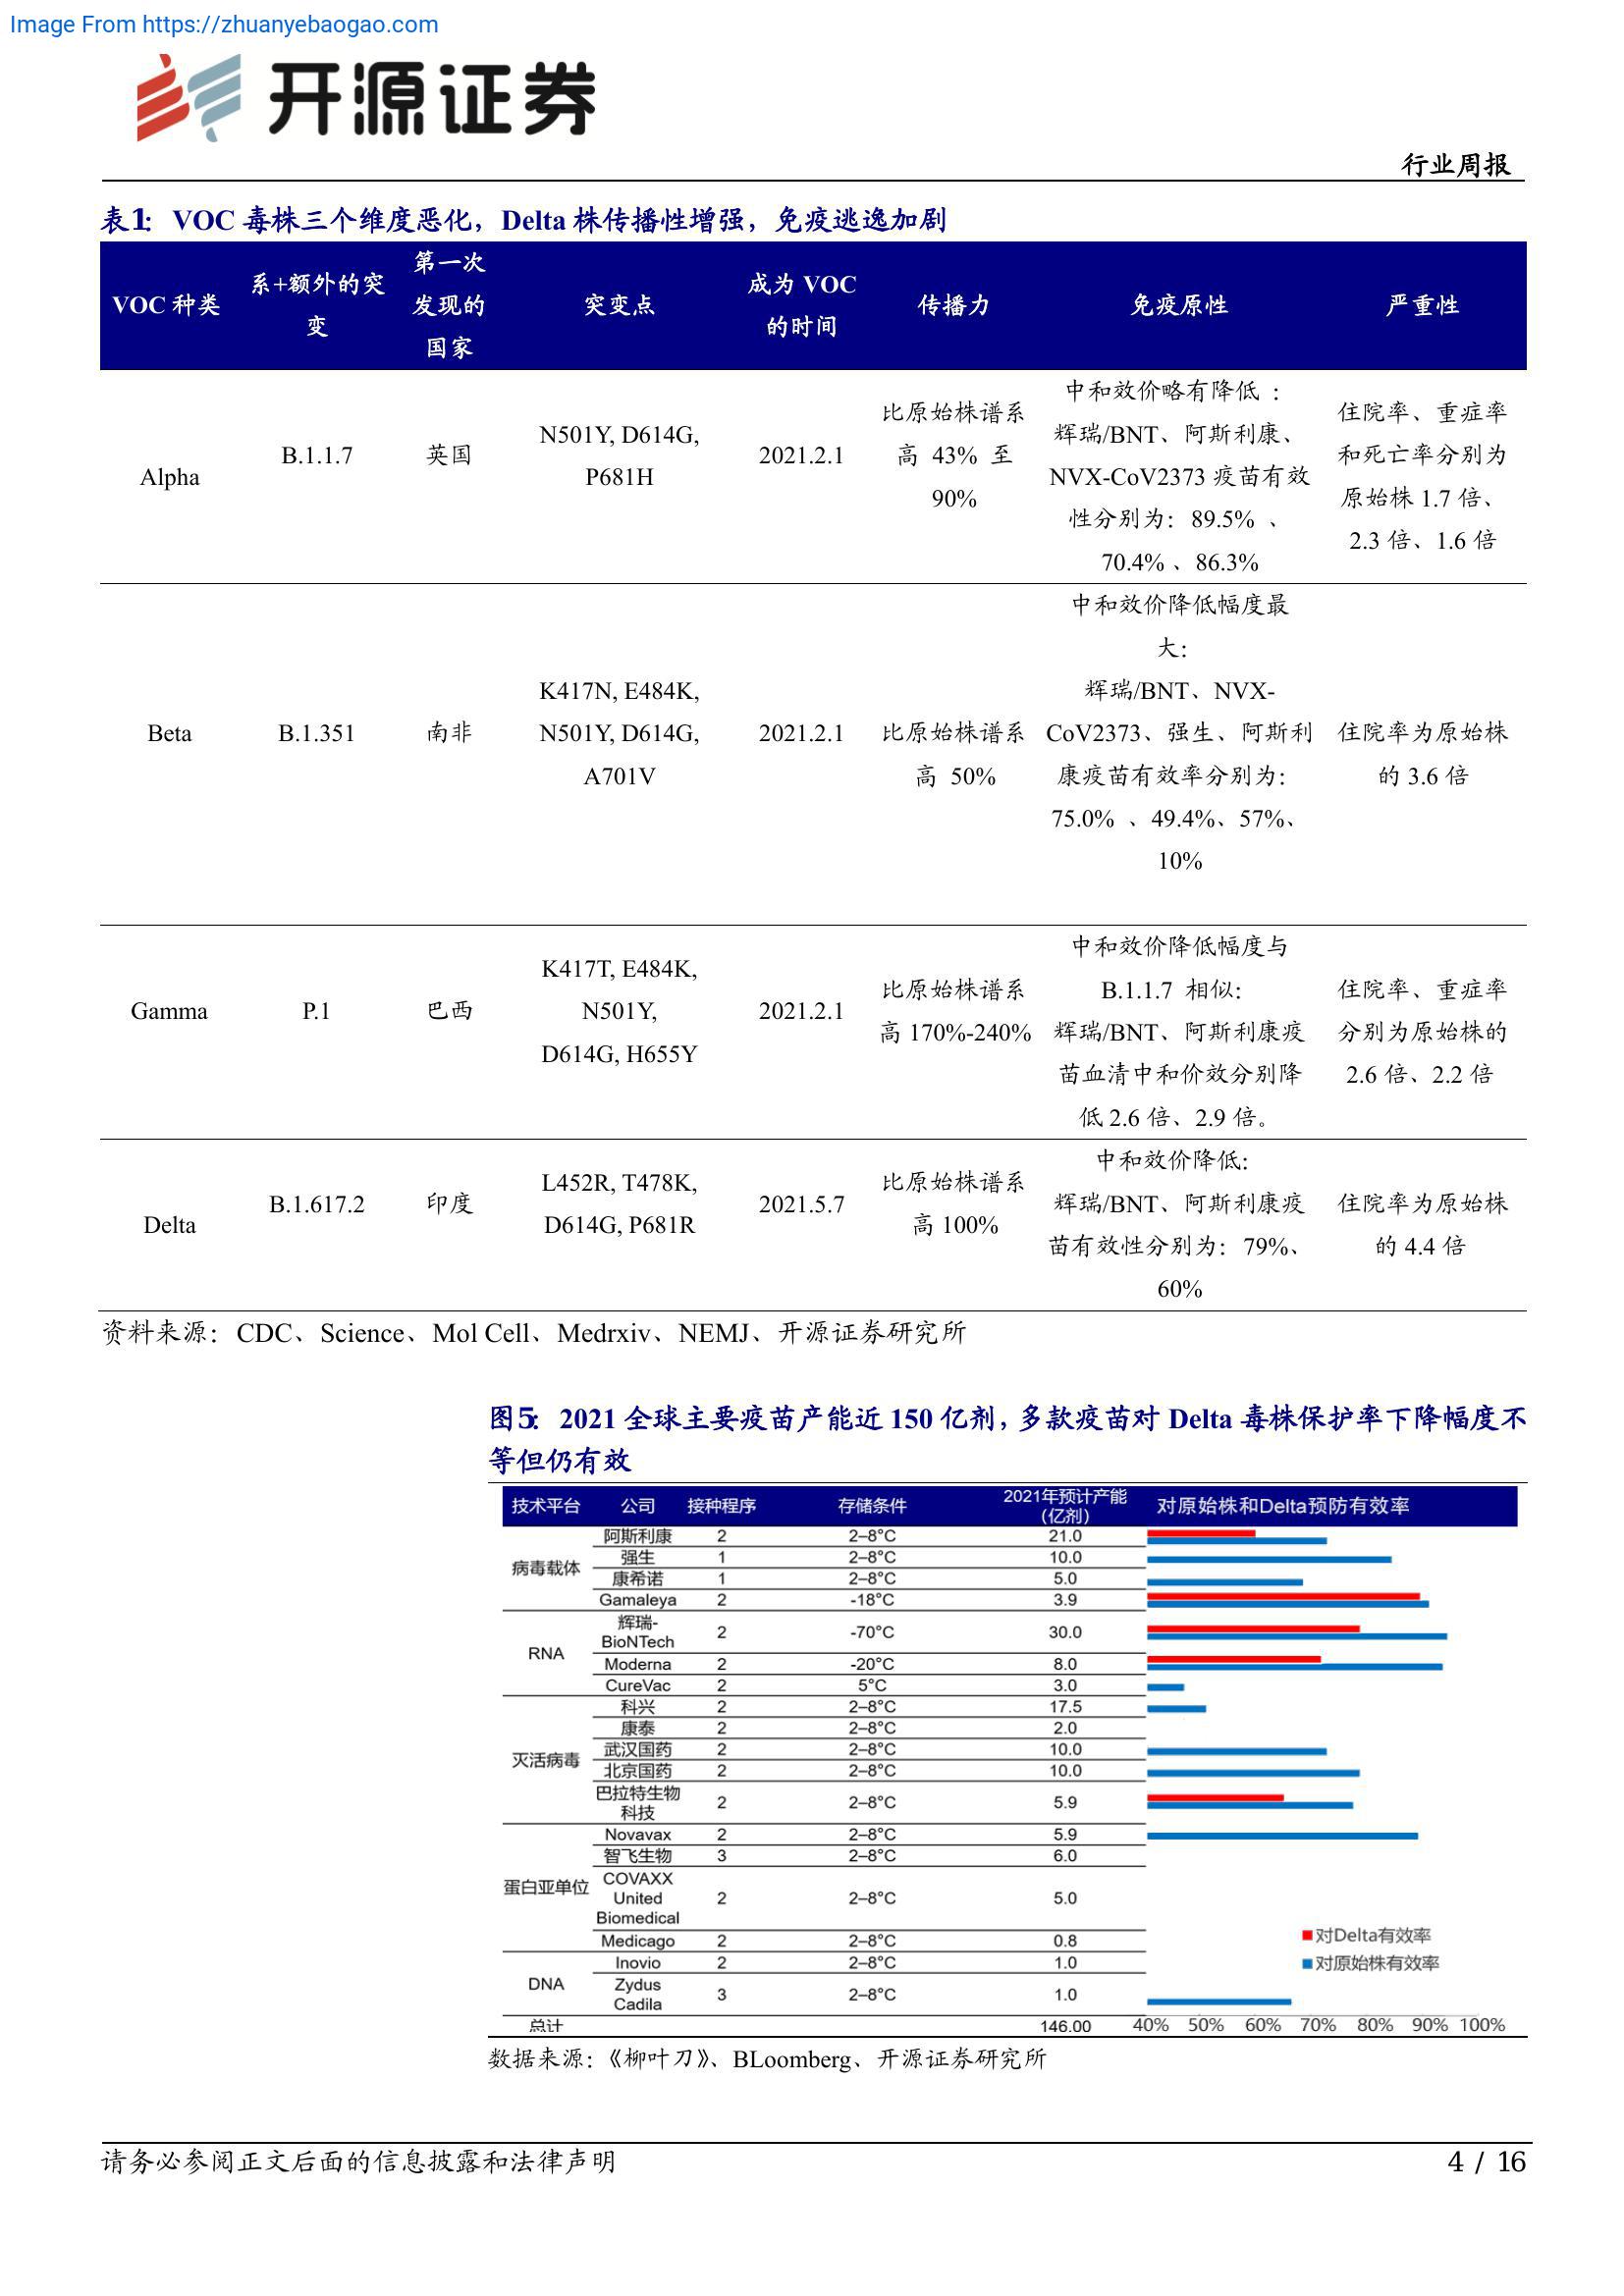 Image From https://zhuanyebaogao.com
开源证券
行业周报
表1： VOC 毒株三个维度恶化，Delta 株传播性增强，免疫逃逸加剧
VOC 种类 系+额外的突变 第一次发现的国家 突变点 成为 VOC 的时间 传播力 免疫原性 严重性
Alpha B.1.1.7 英国 N501Y, D614G, P681H 2021.2.1 比原始株谱系高 43% 至 90% 中和效价略有降低 ： 辉瑞/BNT、阿斯利康、NVX-CoV2373 疫苗有效性分别为：89.5% 、70.4% 、86.3% 住院率、重症率和死亡率分别为原始株 1.7 倍、2.3 倍、1.6 倍
Beta B.1.351 南非 K417N, E484K, N501Y, D614G, A701V 2021.2.1 比原始株谱系高 50% 中和效价降低幅度最大： 辉瑞/BNT、NVX-CoV2373、强生、阿斯利康疫苗有效率分别为：75.0% 、49.4%、57%、10% 住院率为原始株的 3.6 倍
Gamma P.1 巴西 K417T, E484K, N501Y, D614G, H655Y 2021.2.1 比原始株谱系高 170%-240% 中和效价降低幅度与 B.1.1.7 相似： 辉瑞/BNT、阿斯利康疫苗血清中和价效分别降低 2.6 倍、2.9 倍。 住院率、重症率分别为原始株的 2.6 倍、2.2 倍
Delta B.1.617.2 印度 L452R, T478K, D614G, P681R 2021.5.7 比原始株谱系高 100% 中和效价降低： 辉瑞/BNT、阿斯利康疫苗有效性分别为：79%、60% 住院率为原始株的 4.4 倍
资料来源：CDC、Science、Mol Cell、Medrxiv、NEMJ、开源证券研究所
图5： 2021 全球主要疫苗产能近 150 亿剂，多款疫苗对 Delta 毒株保护率下降幅度不
等但仍有效
技术平台 公司 接种程序 存储条件 2021年预计产能（亿剂） 对原始株和Delta预防有效率
病毒载体 阿斯利康 2 2–8°C 21.0
强生 1 2–8°C 10.0
康希诺 1 2–8°C 5.0
Gamaleya 2 -18°C 3.9
RNA 辉瑞-BioNTech 2 -70°C 30.0
Moderna 2 -20°C 8.0
CureVac 2 5°C 3.0
灭活病毒 科兴 2 2–8°C 17.5
康泰 2 2–8°C 2.0
武汉国药 2 2–8°C 10.0
北京国药 2 2–8°C 10.0
巴拉特生物科技 2 2–8°C 5.9
蛋白亚单位 Novavax 2 2–8°C 5.9
智飞生物 3 2–8°C 6.0
COVAXX United Biomedical 2 2–8°C 5.0
Medicago 2 2–8°C 0.8
DNA Inovio 2 2–8°C 1.0
Zydus Cadila 3 2–8°C 1.0
总计 146.00
对Delta有效率
对原始株有效率
40% 50% 60% 70% 80% 90% 100%
数据来源：《柳叶刀》、BLoomberg、开源证券研究所
请务必参阅正文后面的信息披露和法律声明
4 / 16